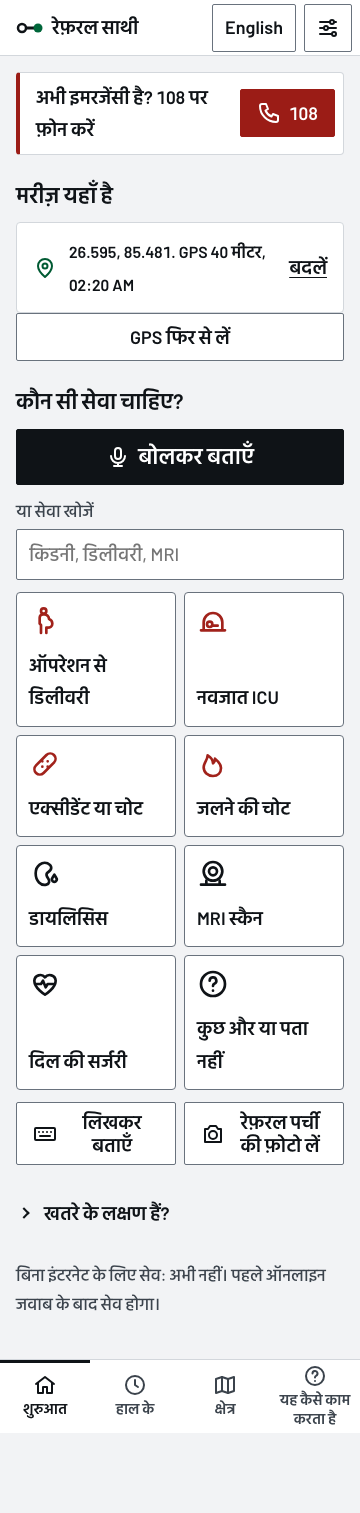 रेफ़रल साथी
English
अभी इमरजेंसी है? 108 पर
फ़ोन करें
108
मरीज़ यहाँ है
26.595, 85.481. GPS 40 मीटर,
02:20 AM
बदलें
GPS फिर से लें
कौन सी सेवा चाहिए?
बोलकर बताएँ
या सेवा खोजें
किडनी, डिलीवरी, MRI
ऑपरेशन से
डिलीवरी
नवजात ICU
एक्सीडेंट या चोट
जलने की चोट
डायलिसिस
MRI स्कैन
दिल की सर्जरी
कुछ और या पता
नहीं
लिखकर
बताएँ
रेफ़रल पर्ची
की फ़ोटो लें
खतरे के लक्षण हैं?
बिना इंटरनेट के लिए सेव: अभी नहीं। पहले ऑनलाइन
जवाब के बाद सेव होगा।
शुरुआत
हाल के
क्षेत्र
यह कैसे काम
करता है